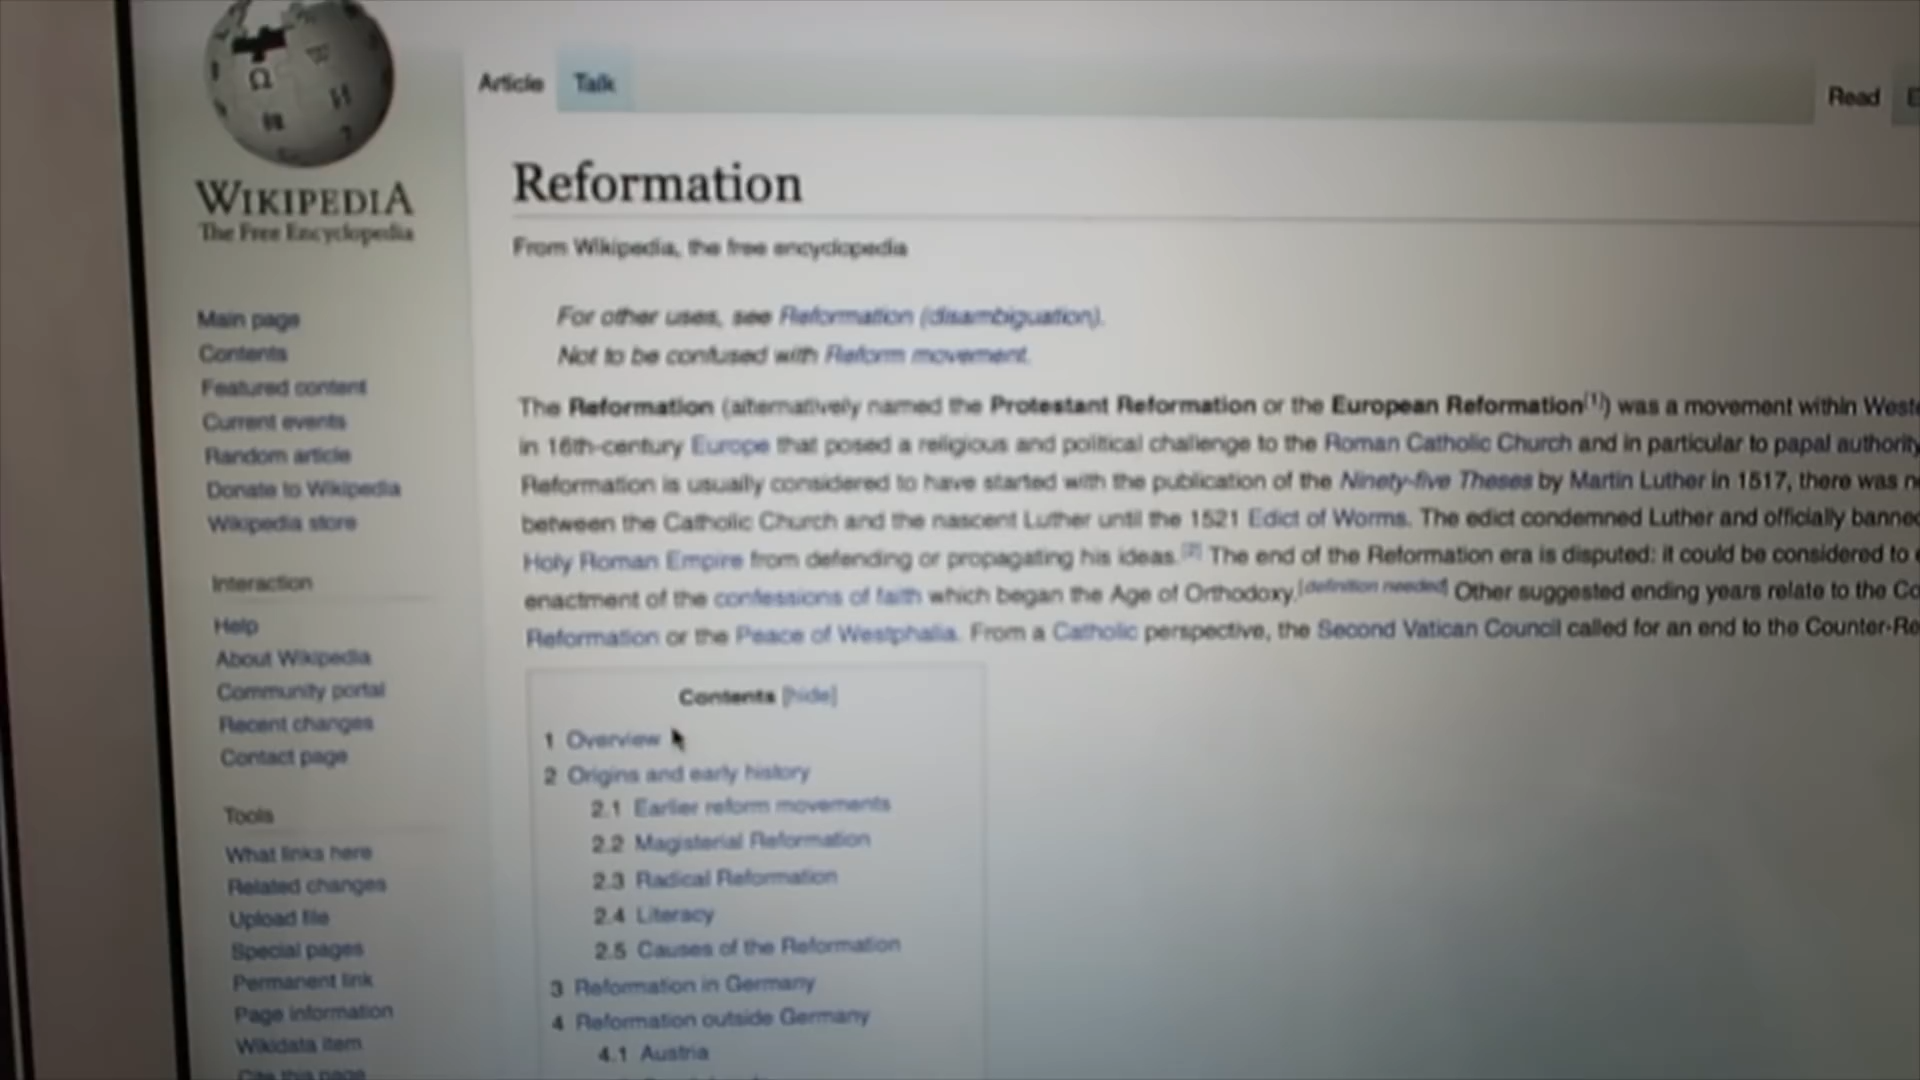 WIKIPEDIA
The Free Encyclopedia
Main page
Contents
Featured content
Current events
Random article
Donate to Wikipedia
Wikipedia store
Interaction
Help
About Wikipedia
Community portal
Recent changes
Contact page
Tools
What links here
Related changes
Upload file
Special pages
Permanent link
Page information
Wikidata item
Cite this page
Article Talk
Read
Reformation
From Wikipedia, the free encyclopedia
For other uses, see Reformation (disambiguation).
Not to be confused with Reform movement.
The Reformation (alternatively named the Protestant Reformation or the European Reformation[1]) was a movement within
in 16th-century Europe that posed a religious and political challenge to the Roman Catholic Church and in particular to papal authority
Reformation is usually considered to have started with the publication of the Ninety-five Theses by Martin Luther in 1517, there was
between the Catholic Church and the nascent Luther until the 1521 Edict of Worms. The edict condemned Luther and officially banned
Holy Roman Empire from defending or propagating his ideas.[2] The end of the Reformation era is disputed: it could be considered to
enactment of the confessions of faith which began the Age of Orthodoxy.[definition needed] Other suggested ending years relate to the
Reformation or the Peace of Westphalia. From a Catholic perspective, the Second Vatican Council called for an end to the Counter-Re
Contents [hide]
1 Overview
2 Origins and early history
2.1 Earlier reform movements
2.2 Magisterial Reformation
2.3 Radical Reformation
2.4 Literacy
2.5 Causes of the Reformation
3 Reformation in Germany
4 Reformation outside Germany
4.1 Austria